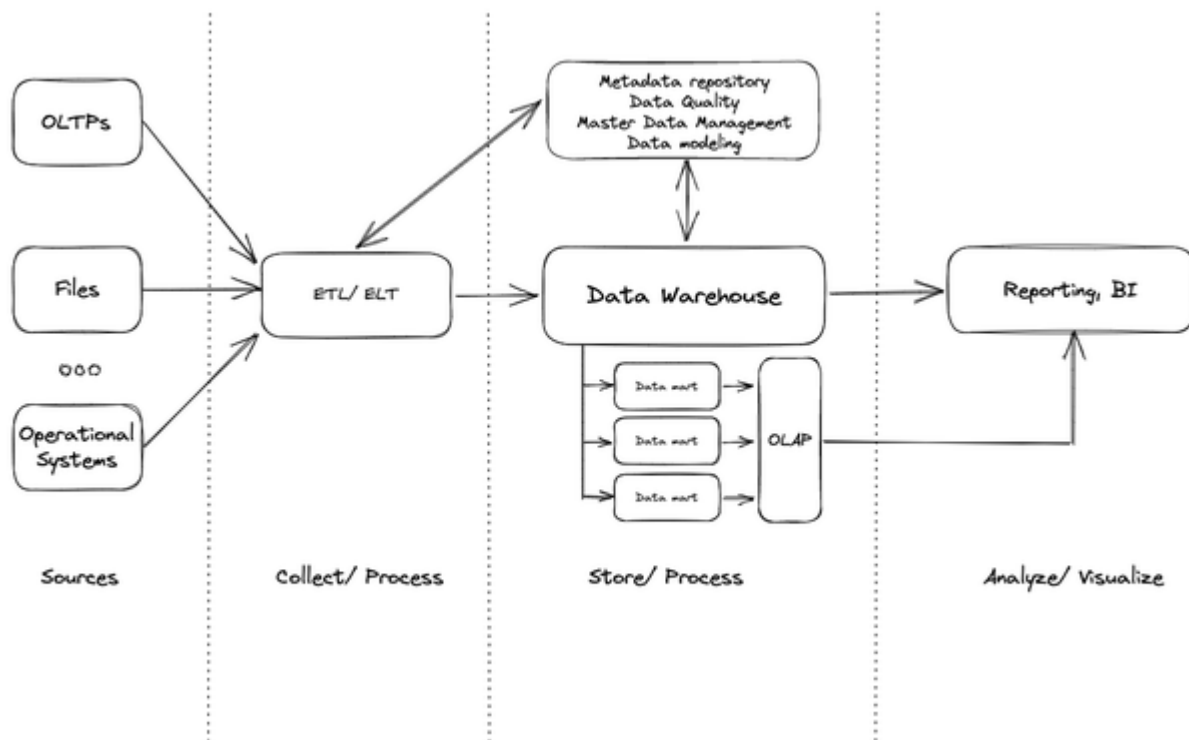 OLTPs
Files
Operational
Systems
Sources
ETL/ ELT
Collect/ Process
Metadata repository
Data Quality
Master Data Management
Data modeling
Data Warehouse
Data mart
Data mart
Data mart
OLAP
Store/ Process
Reporting, BI
Analyze/ Visualize